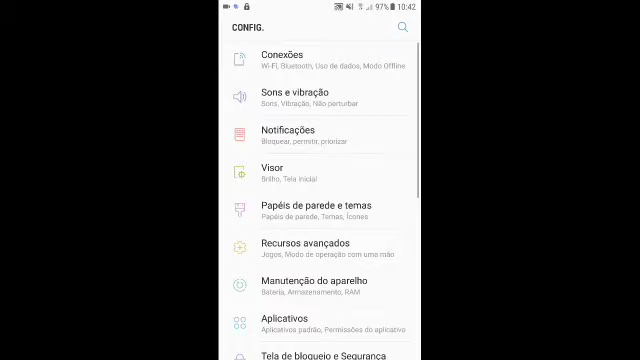 97% 10:42
CONFIG.
Conexões
Wi-Fi, Bluetooth, Uso de dados, Modo Offline
Sons e vibração
Sons, Vibração, Não perturbar
Notificações
Bloquear, permitir, priorizar
Visor
Brilho, Tela inicial
Papéis de parede e temas
Papéis de parede, Temas, Ícones
Recursos avançados
Jogos, Modo de operação com uma mão
Manutenção do aparelho
Bateria, Armazenamento, RAM
Aplicativos
Aplicativos padrão, Permissões do aplicativo
Tela de bloqueio e Segurança